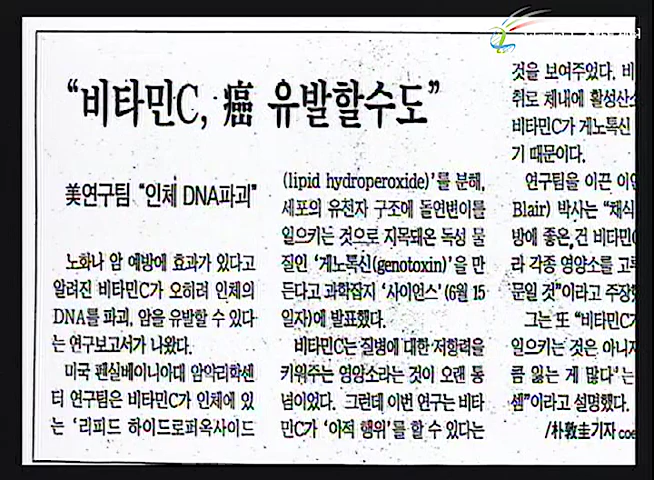 “비타민C, 癌 유발할수도”
美연구팀 “인체 DNA파괴”
노화나 암 예방에 효과가 있다고
알려진 비타민C가 오히려 인체의
DNA를 파괴, 암을 유발할 수 있다
는 연구보고서가 나왔다.
미국 펜실베이니아대 암약리학센
터 연구팀은 비타민C가 인체에 있
는 ‘리피드 하이드로퍼옥사이드
(lipid hydroperoxide)’를 분해,
세포의 유전자 구조에 돌연변이를
일으키는 것으로 지목돼온 독성 물
질인 ‘게노톡신(genotoxin)’을 만
든다고 과학잡지 ‘사이언스’(6월 15
일자)에 발표했다.
비타민C는 질병에 대한 저항력을
키워주는 영양소라는 것이 오랜 통
념이었다. 그런데 이번 연구는 비타
민C가 ‘이적 행위’를 할 수 있다는
것을 보여주었다. 비
취로 체내에 활성산소
비타민C가 게노톡신
기 때문이다.
연구팀을 이끈 이안
Blair) 박사는 “채식
방에 좋은 건 비타민C
라 각종 영양소를 고루
문일 것”이라고 주장했
그는 또 “비타민C가
일으키는 것은 아니지
큼 잃는 게 많다’는
셈”이라고 설명했다.
/朴敦圭기자 coe